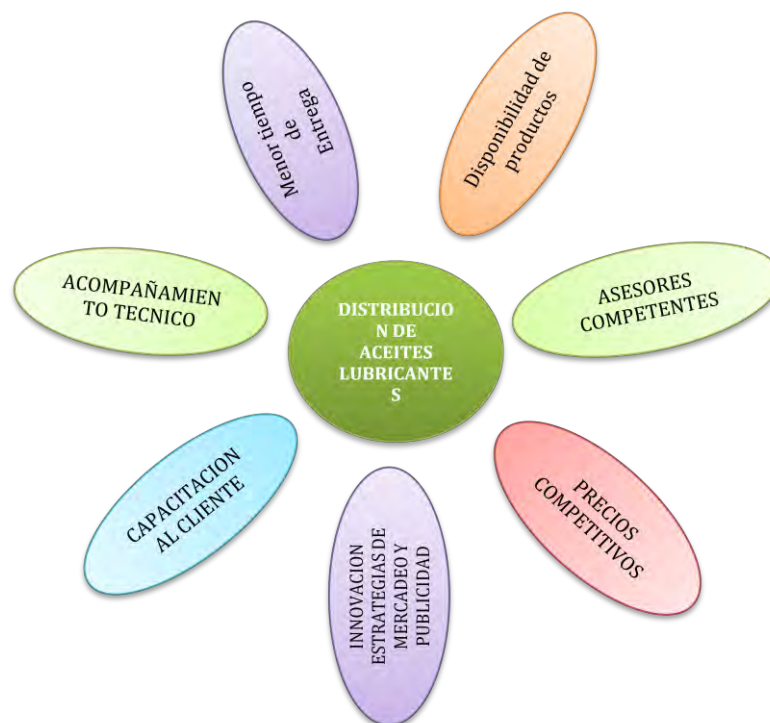 Menor tiempo
de
Entrega
Disponibilidad de
productos
ACOMPAÑAMIEN
TO TECNICO
DISTRIBUCIO
N DE
ACEITES
LUBRICANTE
S
ASESORES
COMPETENTES
CAPACITACION
AL CLIENTE
INNOVACION
ESTRATEGIAS DE
MERCADEO Y
PUBLICIDAD
PRECIOS
COMPETITIVOS